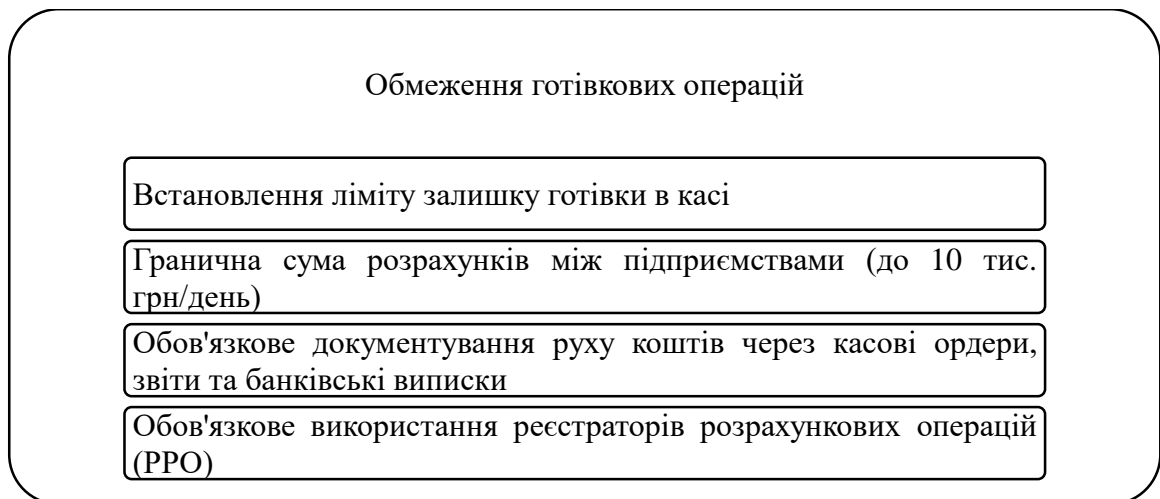 Обмеження готівкових операцій
Встановлення ліміту залишку готівки в касі
Гранична сума розрахунків між підприємствами (до 10 тис.
грн/день)
Обов'язкове документування руху коштів через касові ордери,
звіти та банківські виписки
Обов'язкове використання реєстраторів розрахункових операцій
(РРО)